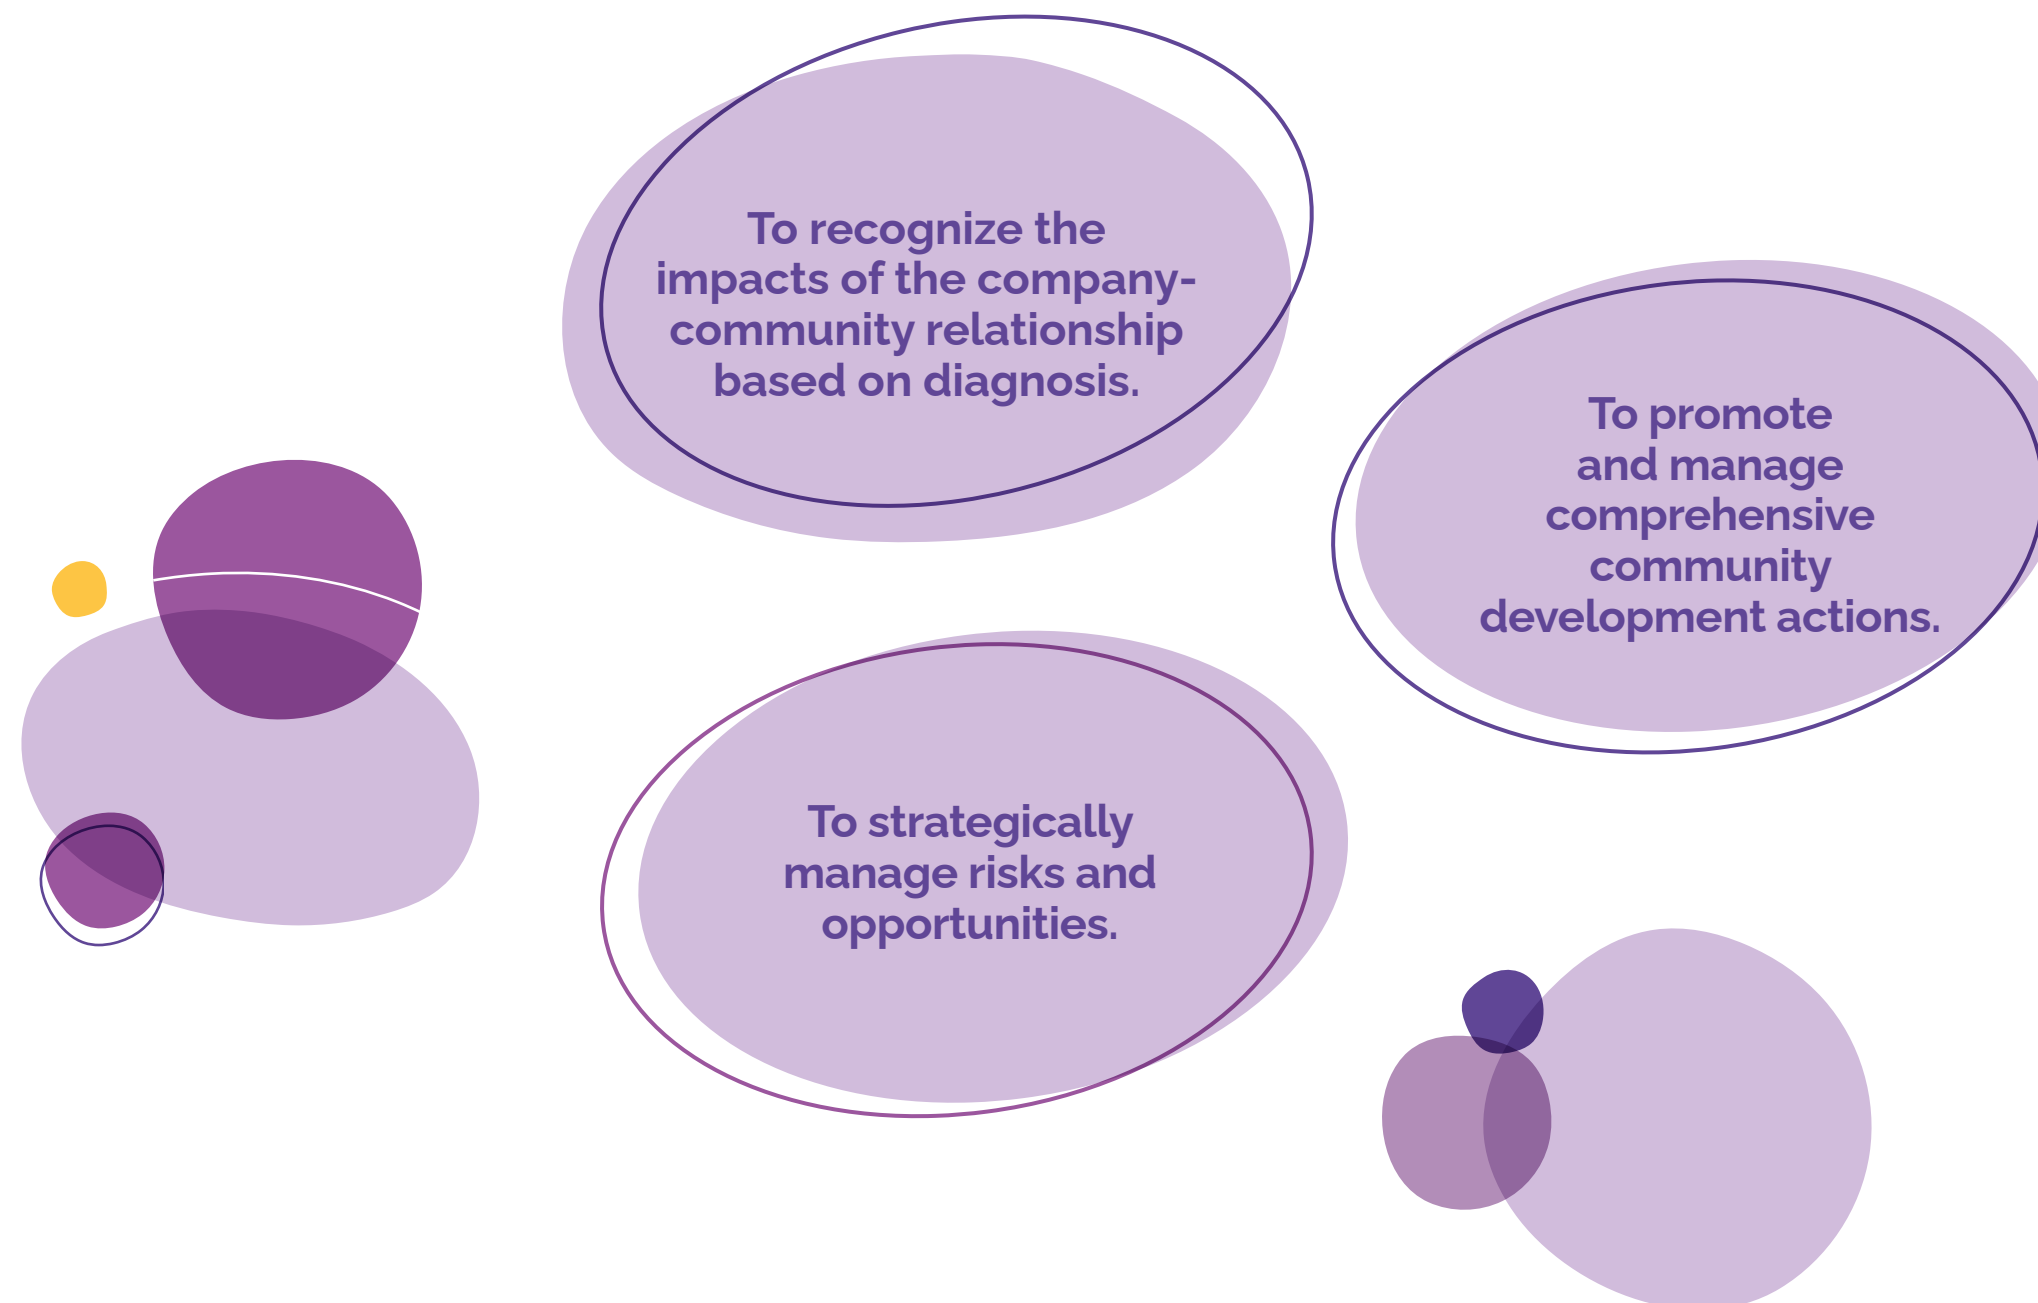 To recognize the
impacts of the company-
community relationship
based on diagnosis.
To promote
and manage
comprehensive
community
development actions.
To strategically
manage risks and
opportunities.